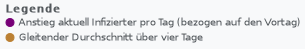 Legende
Anstieg aktuell Infizierter pro Tag (bezogen auf den Vortag)
Gleitender Durchschnitt über vier Tage